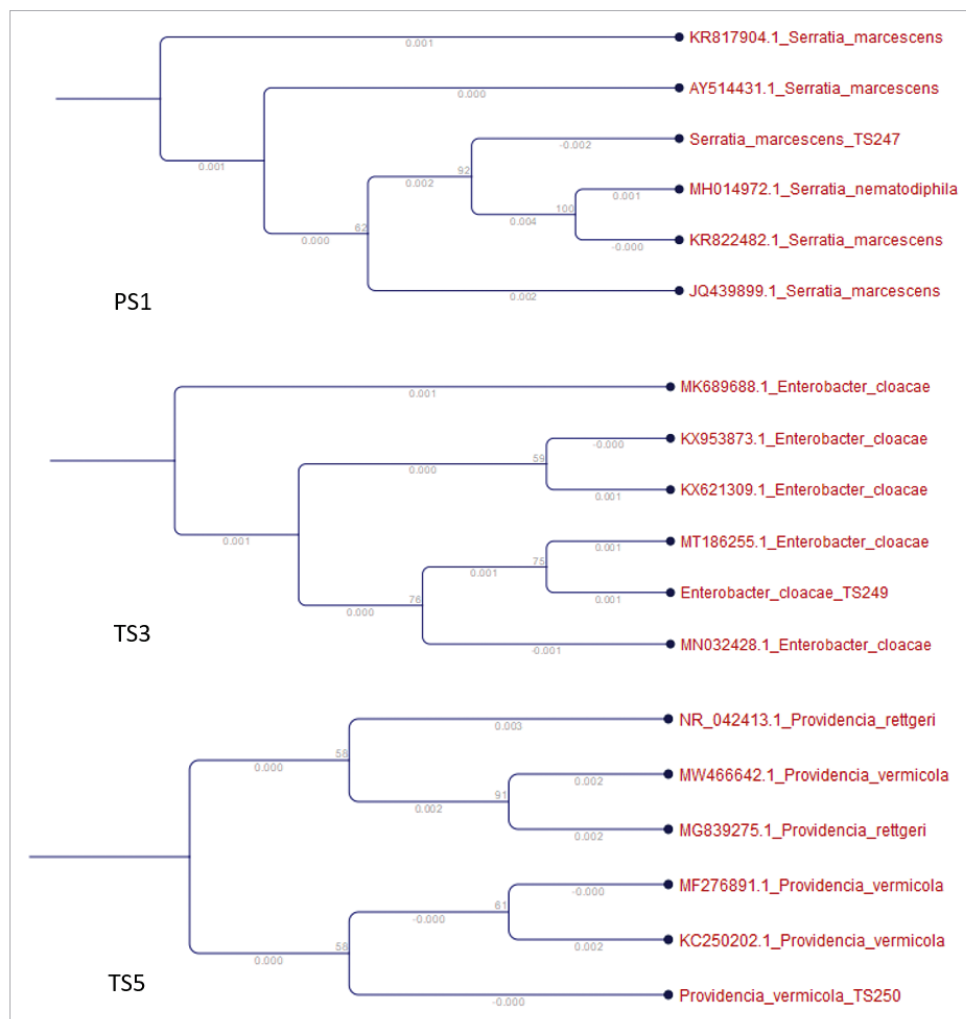 KR817904.1_Serratia_marcescens
0.001
AY514431.1_Serratia_marcescens
0.000
Serratia_marcescens_TS247
-0.002
0.001
92
0.002
MH014972.1_Serratia_nematodiphila
0.001
100
0.004
62
0.000
KR822482.1_Serratia_marcescens
-0.000
JQ439899.1_Serratia_marcescens
0.002
PS1
MK689688.1_Enterobacter_cloacae
0.001
KX953873.1_Enterobacter_cloacae
-0.000
59
0.000
KX621309.1_Enterobacter_cloacae
0.001
0.001
MT186255.1_Enterobacter_cloacae
0.001
75
0.001
Enterobacter_cloacae_TS249
0.001
76
0.000
MN032428.1_Enterobacter_cloacae
-0.001
TS3
NR_042413.1_Providencia_rettgeri
0.003
58
0.000
MW466642.1_Providencia_vermicola
0.002
91
0.002
MG839275.1_Providencia_rettgeri
0.002
MF276891.1_Providencia_vermicola
-0.000
61
-0.000
KC250202.1_Providencia_vermicola
0.002
58
0.000
Providencia_vermicola_TS250
-0.000
TS5